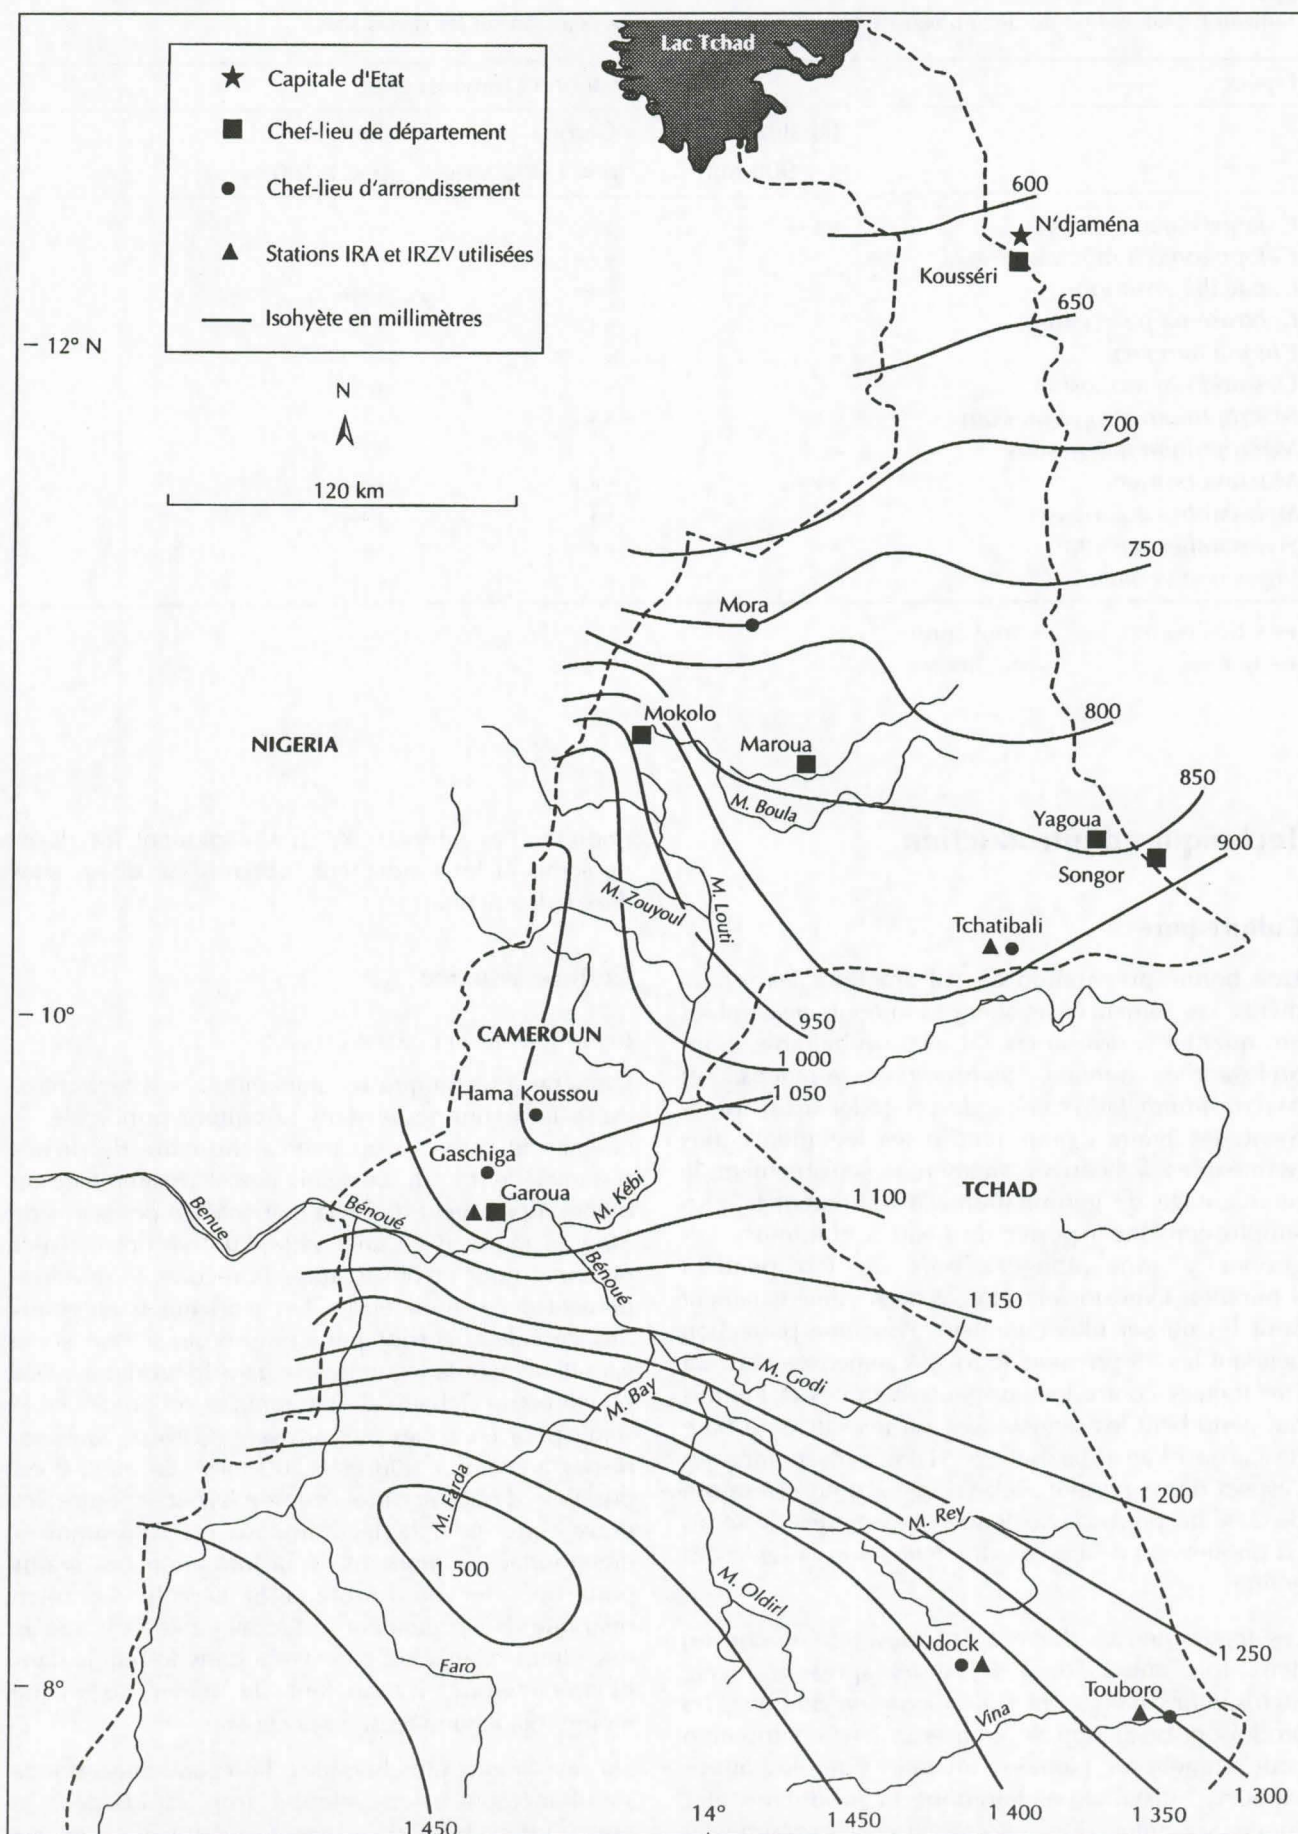 Lac Tchad
Capitale d'Etat
Chef-lieu de département
Chef-lieu d'arrondissement
Stations IRA et IRZV utilisées
Isohyète en millimètres
600
N'djaména
Kousséri
650
12° N
N
700
120 km
750
Mora
800
Mokolo
NIGERIA
Maroua
850
M. Boula
Yagoua
900
Songor
M. Zouyoul
M. Louti
Tchatibali
10°
950
CAMEROUN
1 000
1 050
Hama Koussou
Gaschiga
Garoua
M. Kébi
1 100
TCHAD
Benue
Bénoué
Bénoué
1 150
M. Godi
M. Bay
M. Farda
1 200
M. Rey
1 500
M. Oldirl
Ndock
1 250
Faro
8°
Touboro
Vina
1 300
1 350
1 400
1 450
14°
1 450